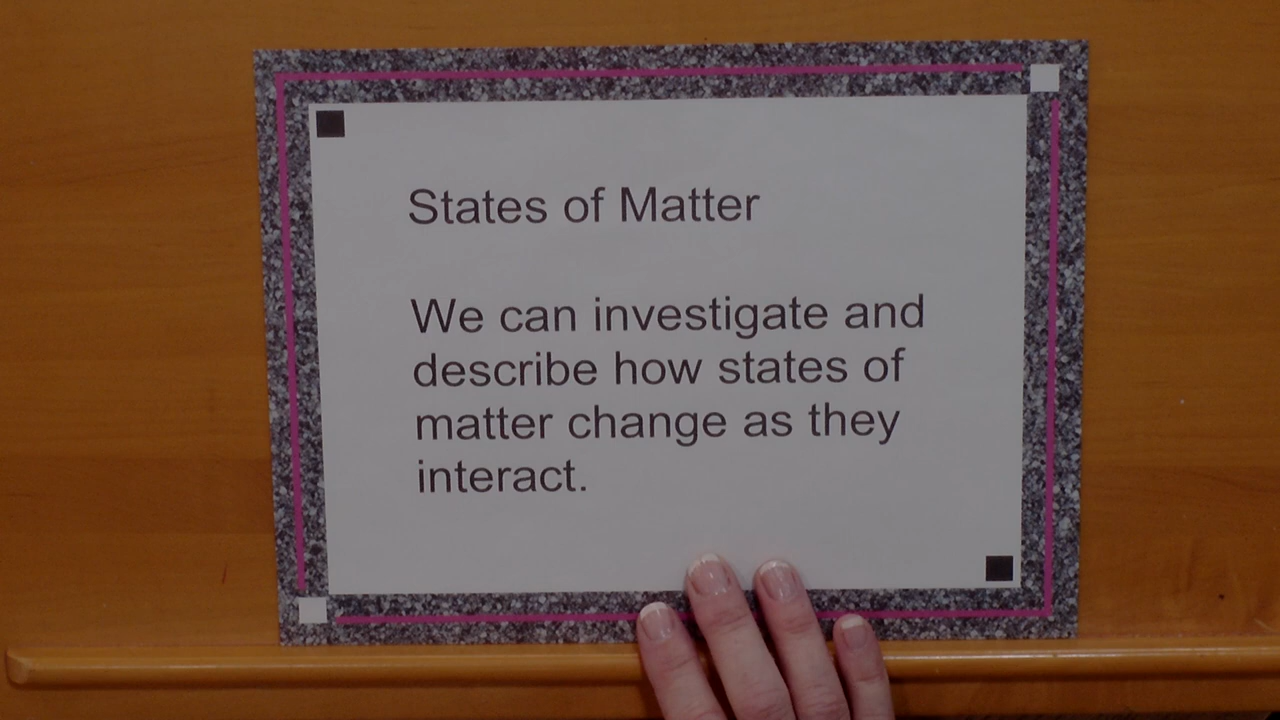 States of Matter
We can investigate and
describe how states of
matter change as they
interact.